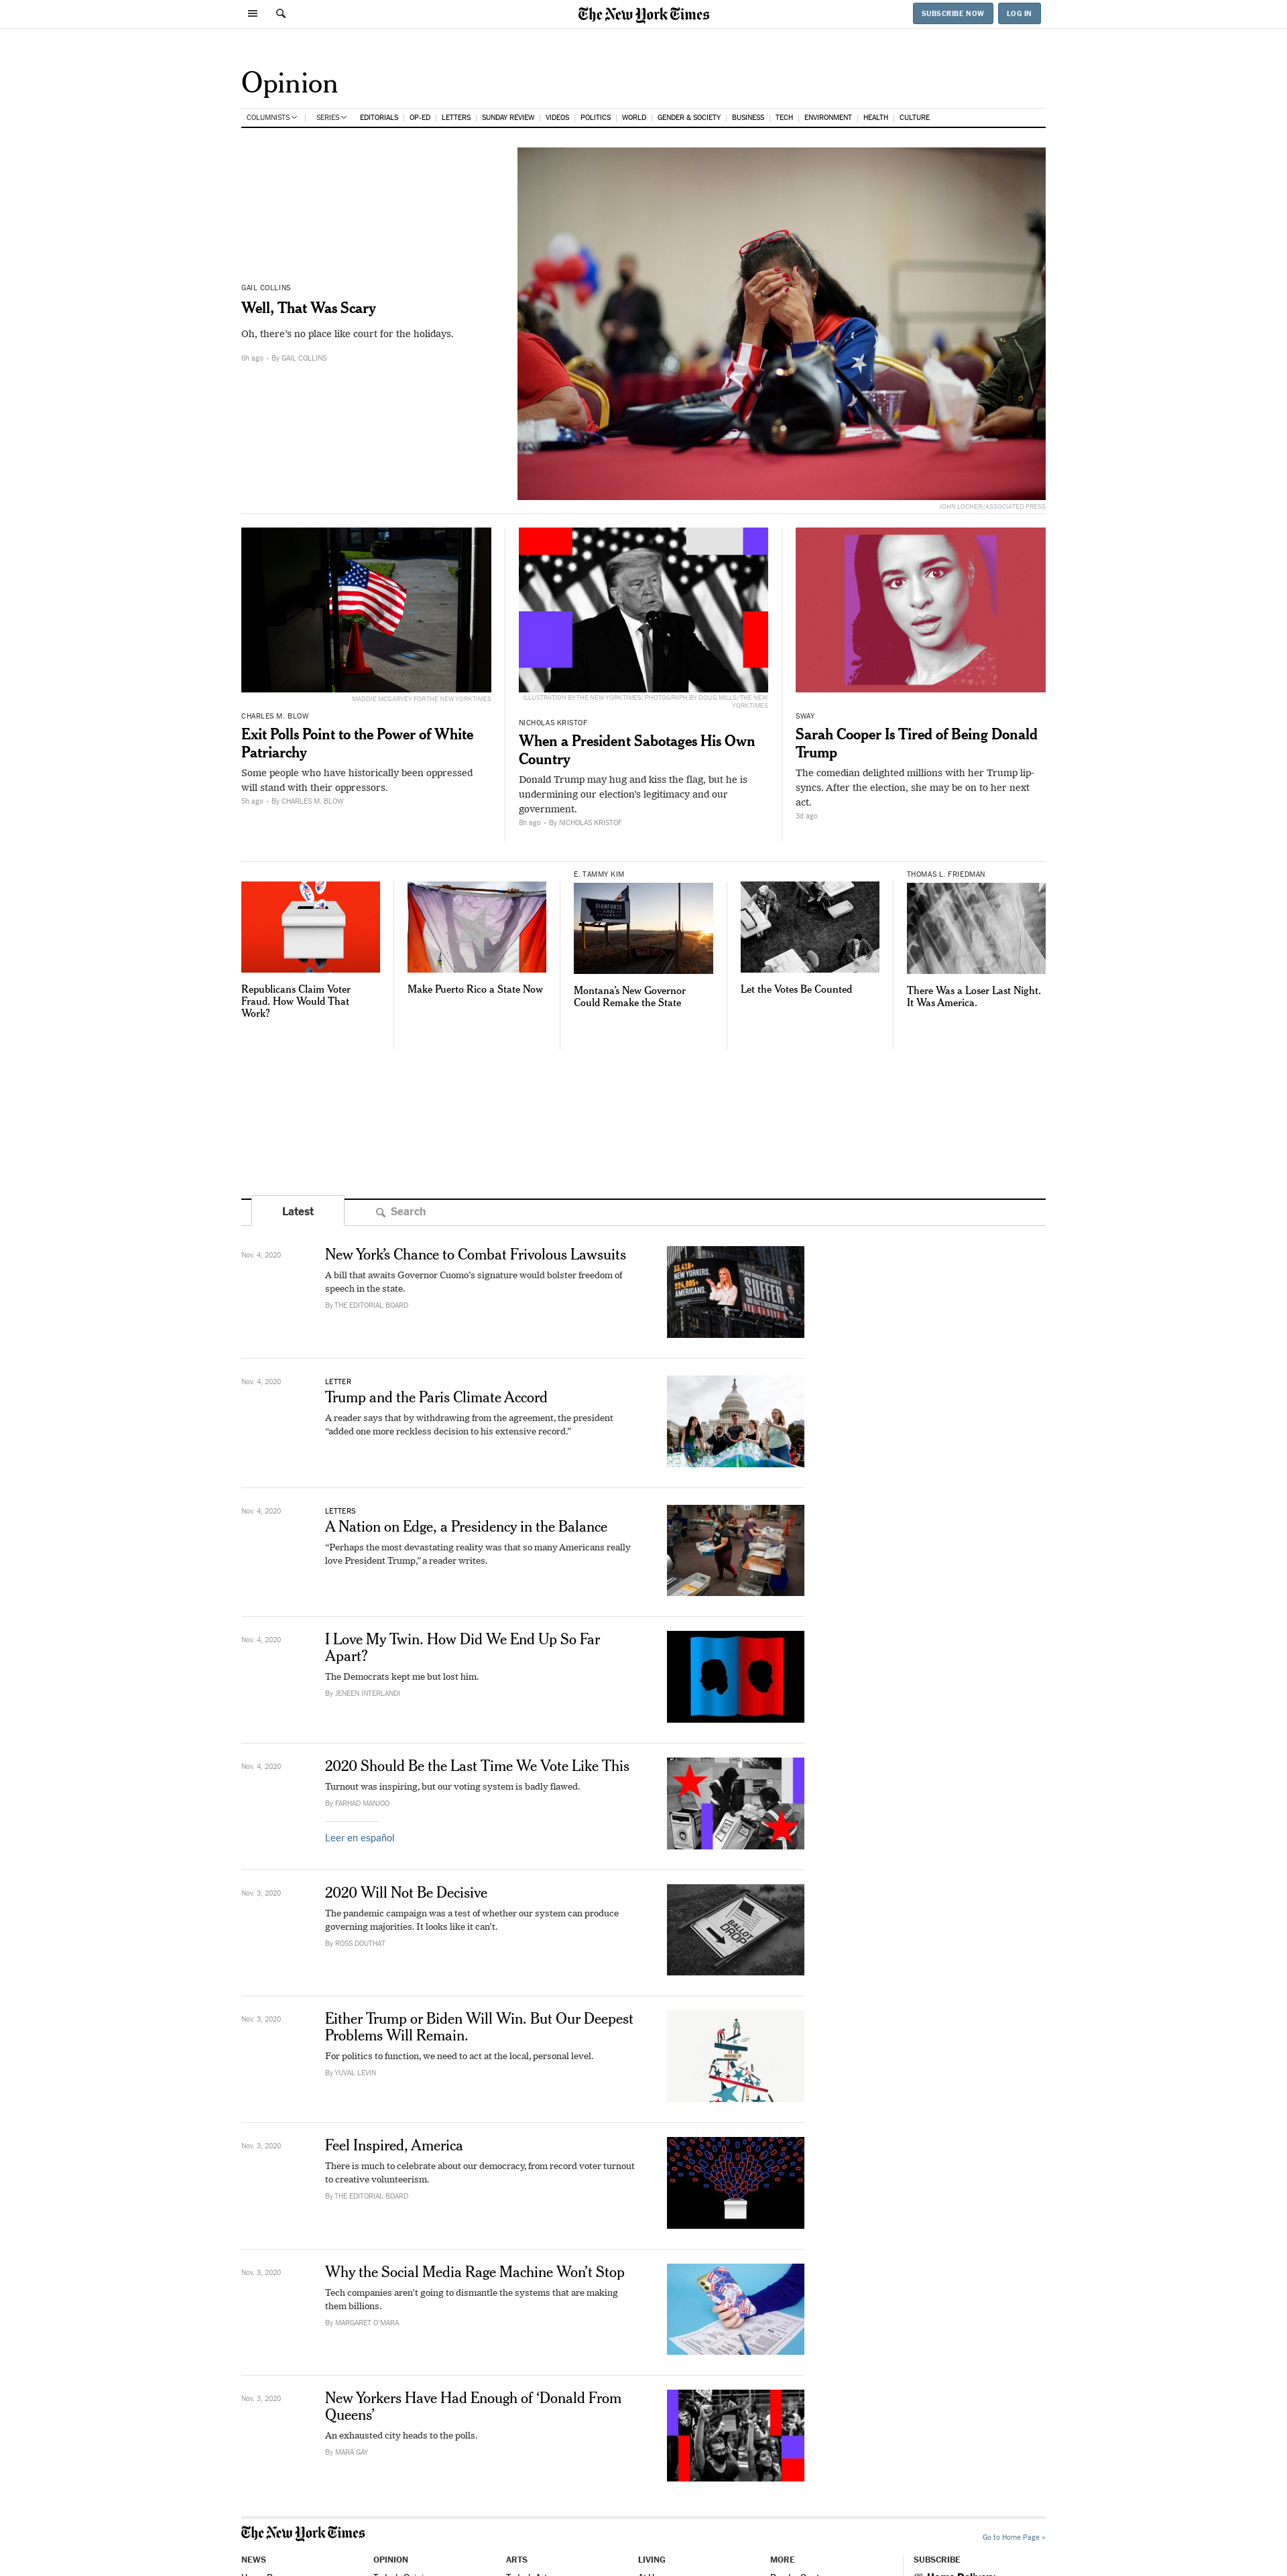 The New York Times
SUBSCRIBE NOW
LOG IN
Opinion
COLUMNISTS
SERIES
EDITORIALS
OP-ED
LETTERS
SUNDAY REVIEW
VIDEOS
POLITICS
WORLD
GENDER & SOCIETY
BUSINESS
TECH
ENVIRONMENT
HEALTH
CULTURE
GAIL COLLINS
Well, That Was Scary
Oh, there's no place like court for the holidays.
6h ago • By GAIL COLLINS
JOHN LOCHER/ASSOCIATED PRESS
MADDIE MCGARVEY FOR THE NEW YORK TIMES
CHARLES M. BLOW
Exit Polls Point to the Power of White
Patriarchy
Some people who have historically been oppressed
will stand with their oppressors.
5h ago • By CHARLES M. BLOW
ILLUSTRATION BY THE NEW YORK TIMES; PHOTOGRAPH BY DOUG MILLS/THE NEW
YORK TIMES
NICHOLAS KRISTOF
When a President Sabotages His Own
Country
Donald Trump may hug and kiss the flag, but he is
undermining our election's legitimacy and our
government.
8h ago • By NICHOLAS KRISTOF
SWAY
Sarah Cooper Is Tired of Being Donald
Trump
The comedian delighted millions with her Trump lip-
syncs. After the election, she may be on to her next
act.
3d ago
Republicans Claim Voter
Fraud. How Would That
Work?
Make Puerto Rico a State Now
E. TAMMY KIM
GIANFORTE
Montana's New Governor
Could Remake the State
Let the Votes Be Counted
THOMAS L. FRIEDMAN
There Was a Loser Last Night.
It Was America.
Latest
Search
Nov. 4, 2020
New York's Chance to Combat Frivolous Lawsuits
A bill that awaits Governor Cuomo's signature would bolster freedom of
speech in the state.
By THE EDITORIAL BOARD
33,418+
NEW YORKERS.
224,005+
AMERICANS.
SUFFER
Nov. 4, 2020
LETTER
Trump and the Paris Climate Accord
A reader says that by withdrawing from the agreement, the president
“added one more reckless decision to his extensive record.”
Nov. 4, 2020
LETTERS
A Nation on Edge, a Presidency in the Balance
“Perhaps the most devastating reality was that so many Americans really
love President Trump,” a reader writes.
Nov. 4, 2020
I Love My Twin. How Did We End Up So Far
Apart?
The Democrats kept me but lost him.
By JENEEN INTERLANDI
Nov. 4, 2020
2020 Should Be the Last Time We Vote Like This
Turnout was inspiring, but our voting system is badly flawed.
By FARHAD MANJOO
Leer en español
Nov. 3, 2020
2020 Will Not Be Decisive
The pandemic campaign was a test of whether our system can produce
governing majorities. It looks like it can't.
By ROSS DOUTHAT
BALLOT
DROP
Nov. 3, 2020
Either Trump or Biden Will Win. But Our Deepest
Problems Will Remain.
For politics to function, we need to act at the local, personal level.
By YUVAL LEVIN
Nov. 3, 2020
Feel Inspired, America
There is much to celebrate about our democracy, from record voter turnout
to creative volunteerism.
By THE EDITORIAL BOARD
Nov. 3, 2020
Why the Social Media Rage Machine Won't Stop
Tech companies aren't going to dismantle the systems that are making
them billions.
By MARGARET O'MARA
Nov. 3, 2020
New Yorkers Have Had Enough of ‘Donald From
Queens’
An exhausted city heads to the polls.
By MARA GAY
The New York Times
Go to Home Page »
NEWS
OPINION
ARTS
LIVING
MORE
SUBSCRIBE